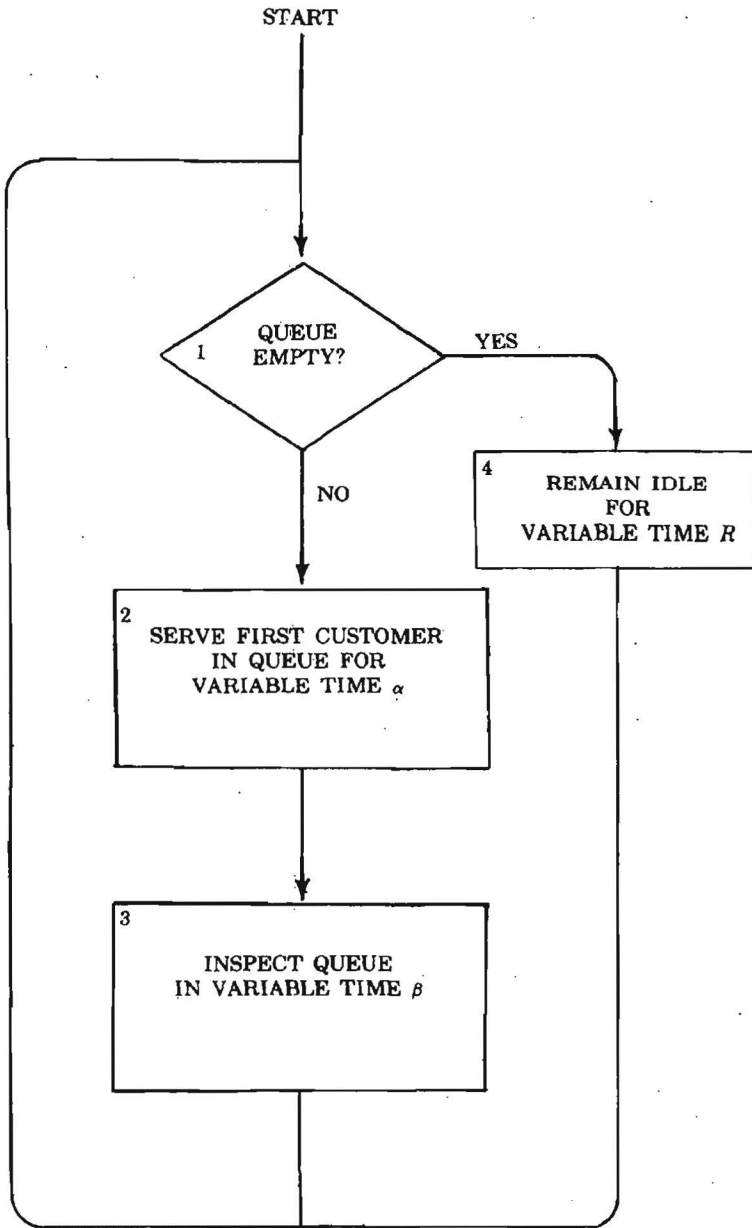 START
1
QUEUE
EMPTY?
YES
NO
4
REMAIN IDLE
FOR
VARIABLE TIME R
2
SERVE FIRST CUSTOMER
IN QUEUE FOR
VARIABLE TIME α
3
INSPECT QUEUE
IN VARIABLE TIME β